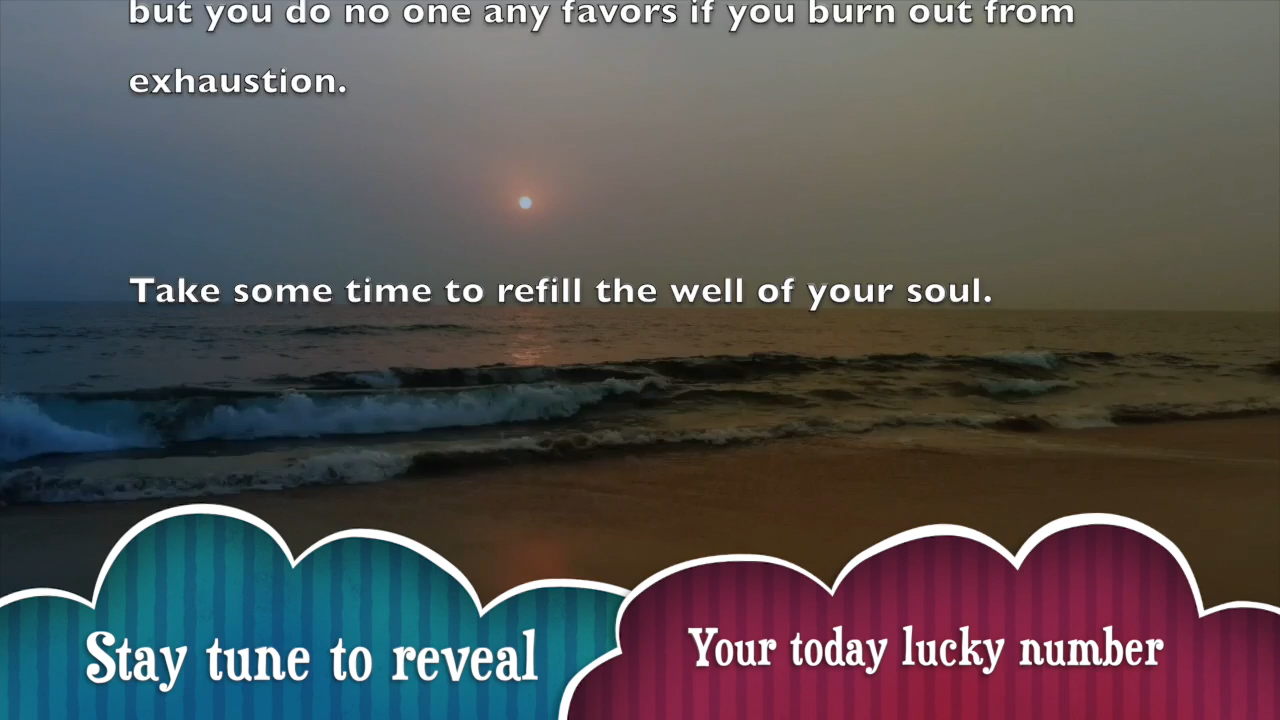 but you do no one any favors if you burn out from
exhaustion.
Take some time to refill the well of your soul.
Stay tune to reveal
Your today lucky number